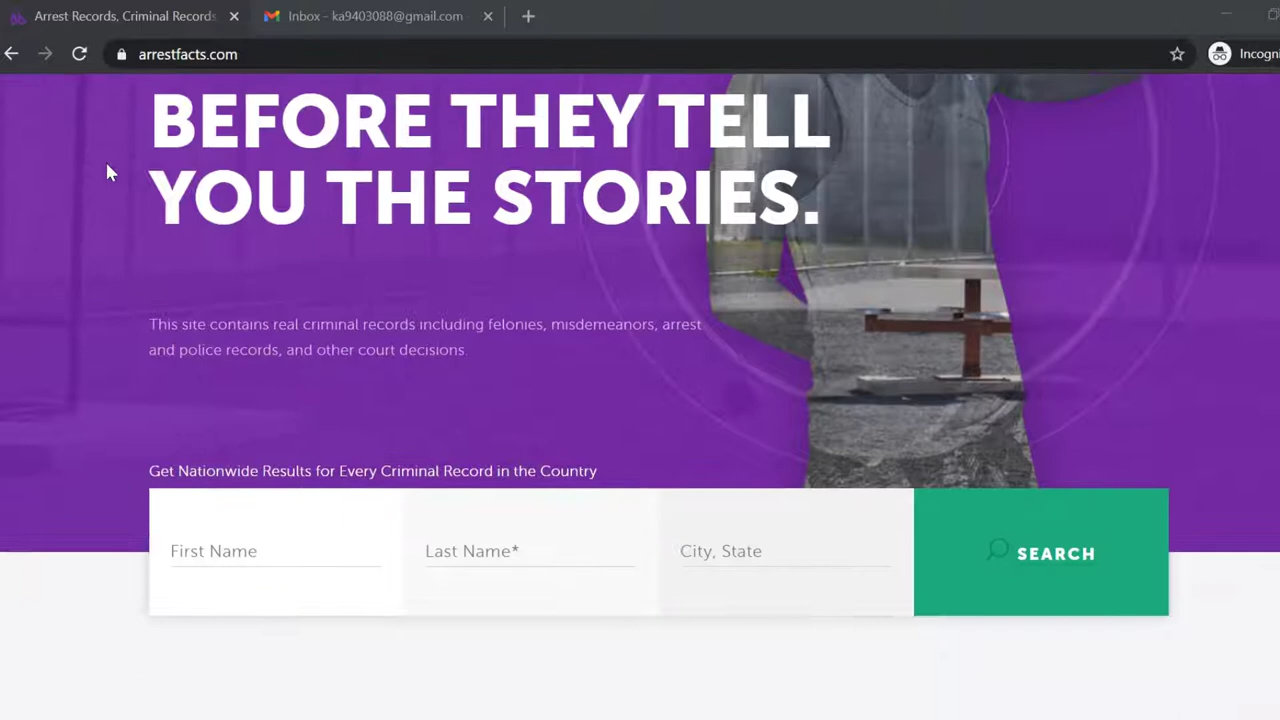 Arrest Records, Criminal Records
Inbox - ka9403088@gmail.com
arrestfacts.com
Incogni
BEFORE THEY TELL
YOU THE STORIES.
This site contains real criminal records including felonies, misdemeanors, arrest
and police records, and other court decisions.
Get Nationwide Results for Every Criminal Record in the Country
First Name
Last Name*
City, State
SEARCH